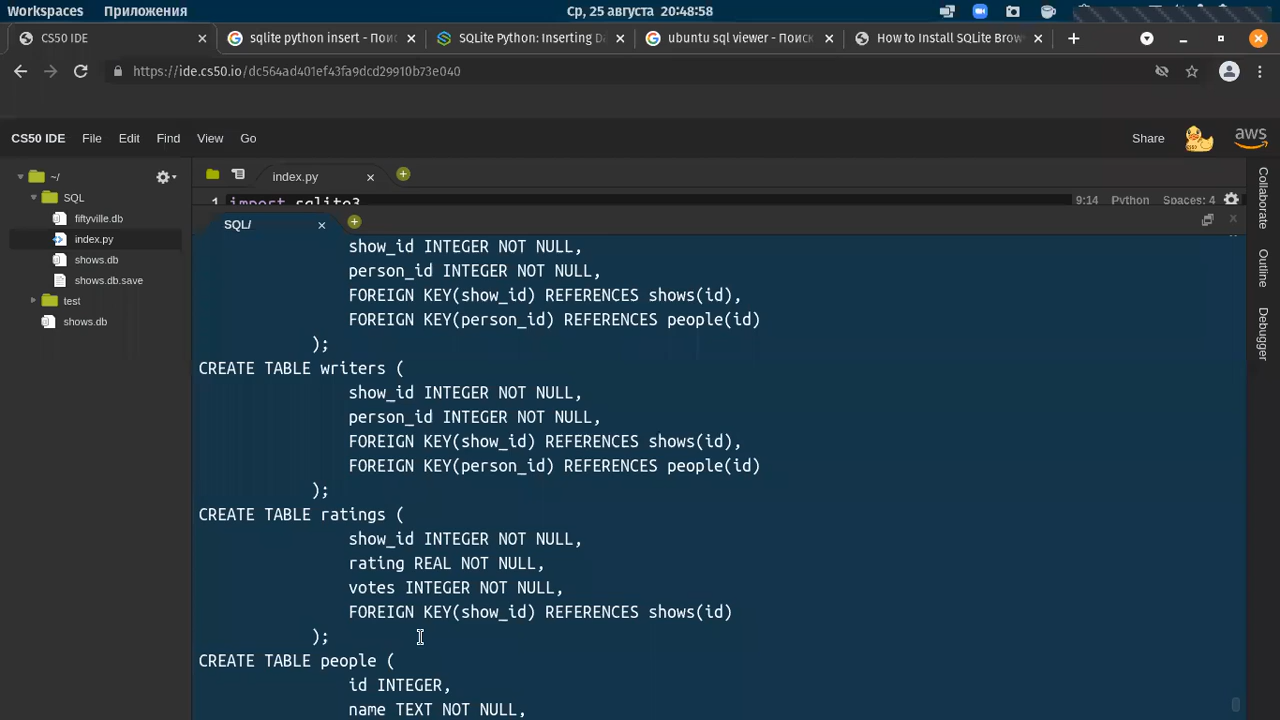 Workspaces Приложения Ср, 25 августа 20:48:58
CS50 IDE sqlite python insert - Поиск SQLite Python: Inserting Da ubuntu sql viewer - Поиск How to Install SQLite Brow
https://ide.cs50.io/dc564ad401ef43fa9dcd29910b73e040
CS50 IDE File Edit Find View Go Share aws
~/ index.py
SQL
1 import sqlite3 9:14 Python Spaces: 4
fiftyville.db
index.py
shows.db
shows.db.save
test
shows.db
SQL/
show_id INTEGER NOT NULL,
person_id INTEGER NOT NULL,
FOREIGN KEY(show_id) REFERENCES shows(id),
FOREIGN KEY(person_id) REFERENCES people(id)
);
CREATE TABLE writers (
show_id INTEGER NOT NULL,
person_id INTEGER NOT NULL,
FOREIGN KEY(show_id) REFERENCES shows(id),
FOREIGN KEY(person_id) REFERENCES people(id)
);
CREATE TABLE ratings (
show_id INTEGER NOT NULL,
rating REAL NOT NULL,
votes INTEGER NOT NULL,
FOREIGN KEY(show_id) REFERENCES shows(id)
);
CREATE TABLE people (
id INTEGER,
name TEXT NOT NULL,
Collaborate
Outline
Debugger